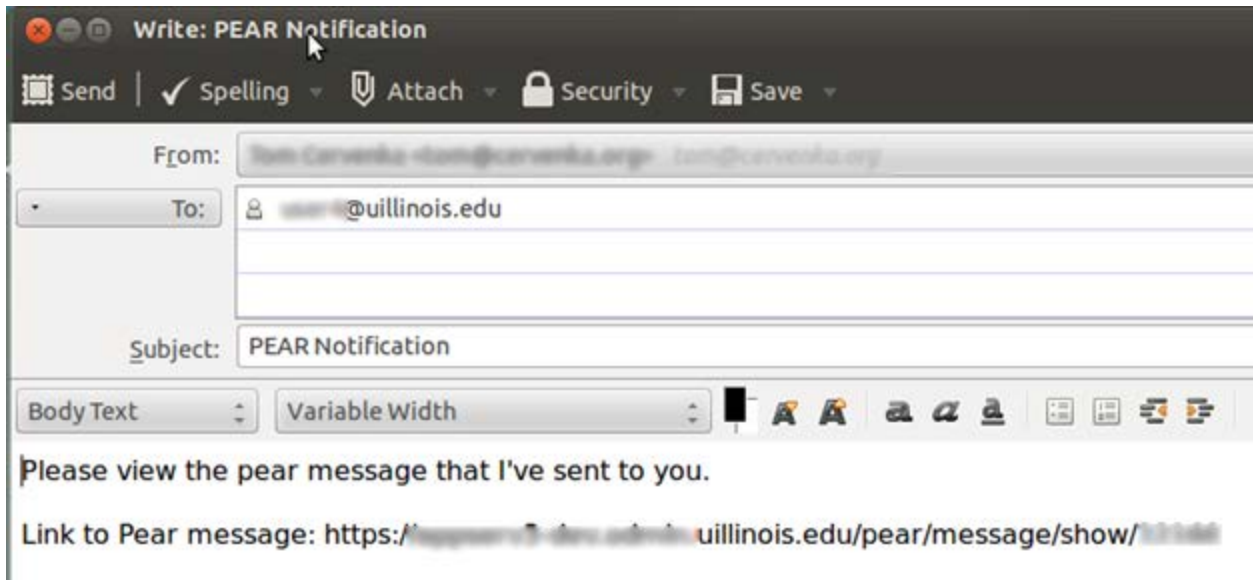 Write: PEAR Notification
Send Spelling Attach Security Save
From:
To: @uillinois.edu
Subject: PEAR Notification
Body Text Variable Width
Please view the pear message that I've sent to you.
Link to Pear message: https:/ uillinois.edu/pear/message/show/